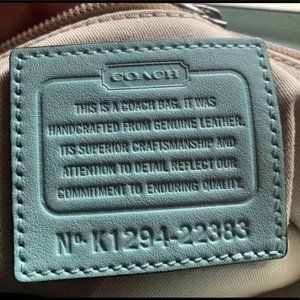 COACH
THIS IS A COACH BAG. IT WAS
HANDCRAFTED FROM GENUINE LEATHER.
ITS SUPERIOR CRAFTSMANSHIP AND
ATTENTION TO DETAIL REFLECT OUR
COMMITMENT TO ENDURING QUALITY.
Nº K1294-22383